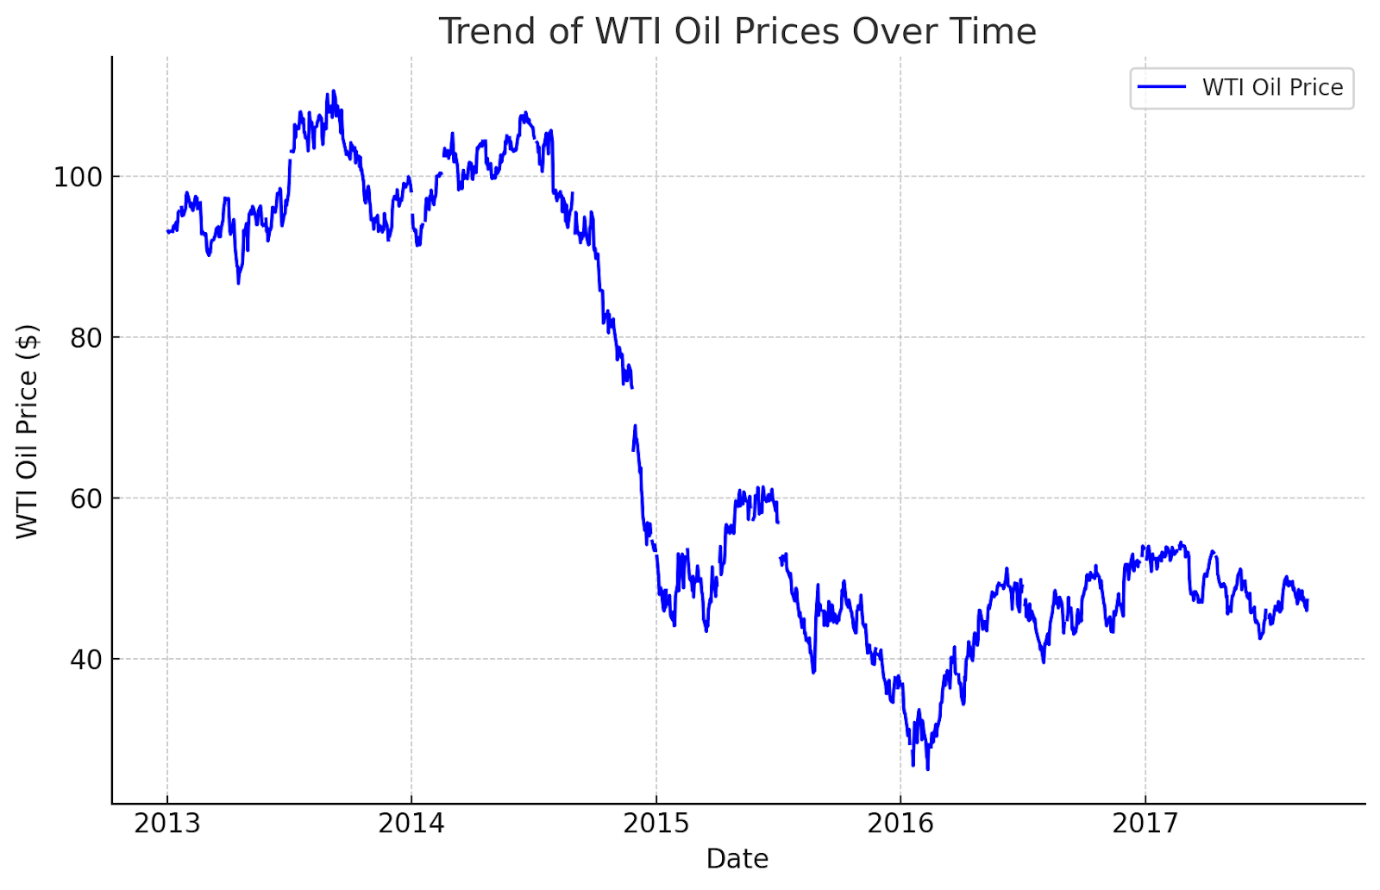 Trend of WTI Oil Prices Over Time
WTI Oil Price
WTI Oil Price ($)
100
80
60
40
2013 2014 2015 2016 2017
Date